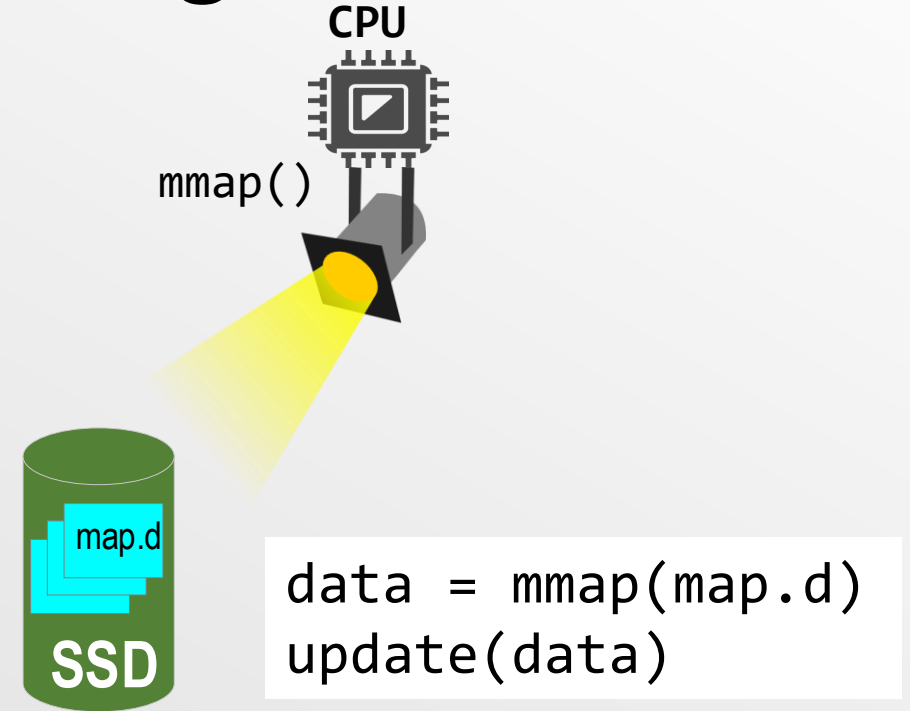 CPU
mmap()
map.d
SSD
data = mmap(map.d)
update(data)